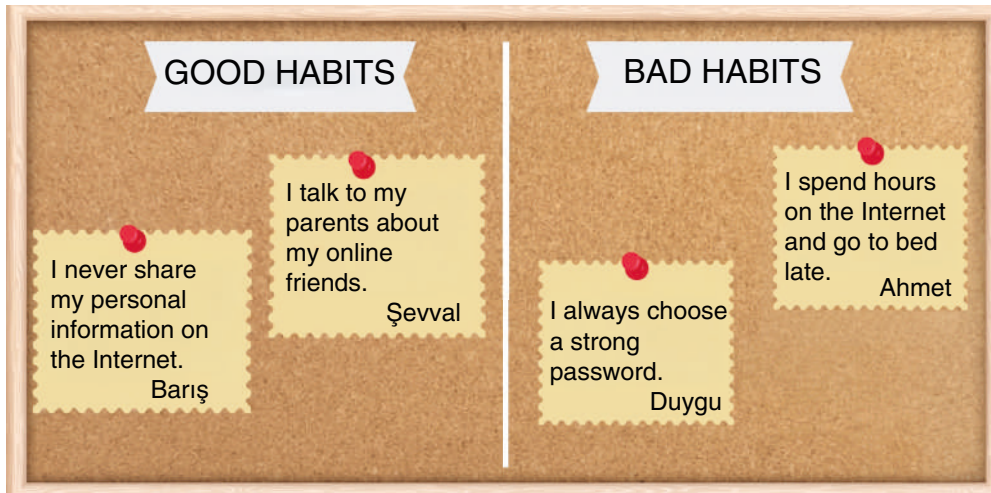 GOOD HABITS
I never share
my personal
information on
the Internet.
Barış
I talk to my
parents about
my online
friends.
Şevval
BAD HABITS
I always choose
a strong
password.
Duygu
I spend hours
on the Internet
and go to bed
late.
Ahmet